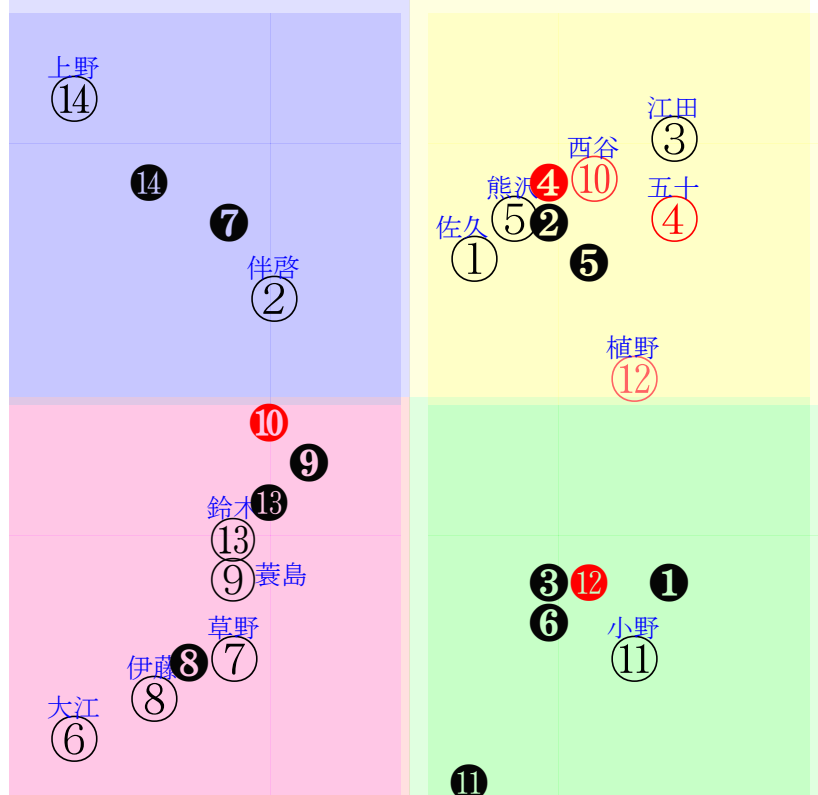 上野
⑭
江田
③
西谷
⑩
⓮
❹
熊沢
五十
⑤
❷
④
❼
佐久
①
❺
伴啓
②
植野
⑫
❿
❾
鈴木
⓭
⑬
⑨
蓑島
❸
⓬
❶
❻
草野
小野
⑦
⑪
伊藤
❽
⑧
大江
⑥
⓫